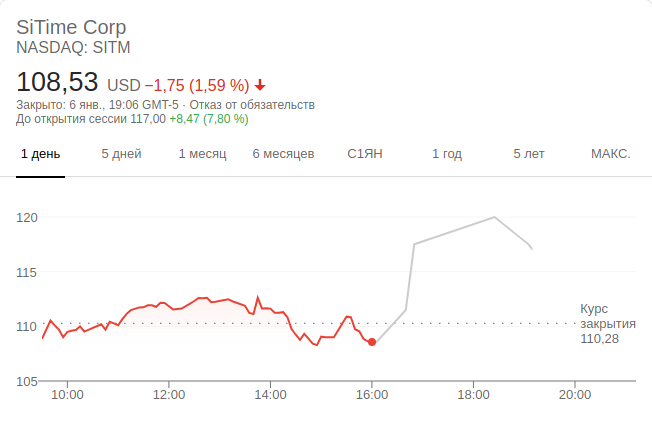 SiTime Corp
NASDAQ: SITM
108,53 USD −1,75 (1,59 %)
Закрыто: 6 янв., 19:06 GMT-5 · Отказ от обязательств
До открытия сессии 117,00 +8,47 (7,80 %)
1 день 5 дней 1 месяц 6 месяцев С1ЯН 1 год 5 лет МАКС.
120
115
110
105
Курс
закрытия
110,28
10:00 12:00 14:00 16:00 18:00 20:00